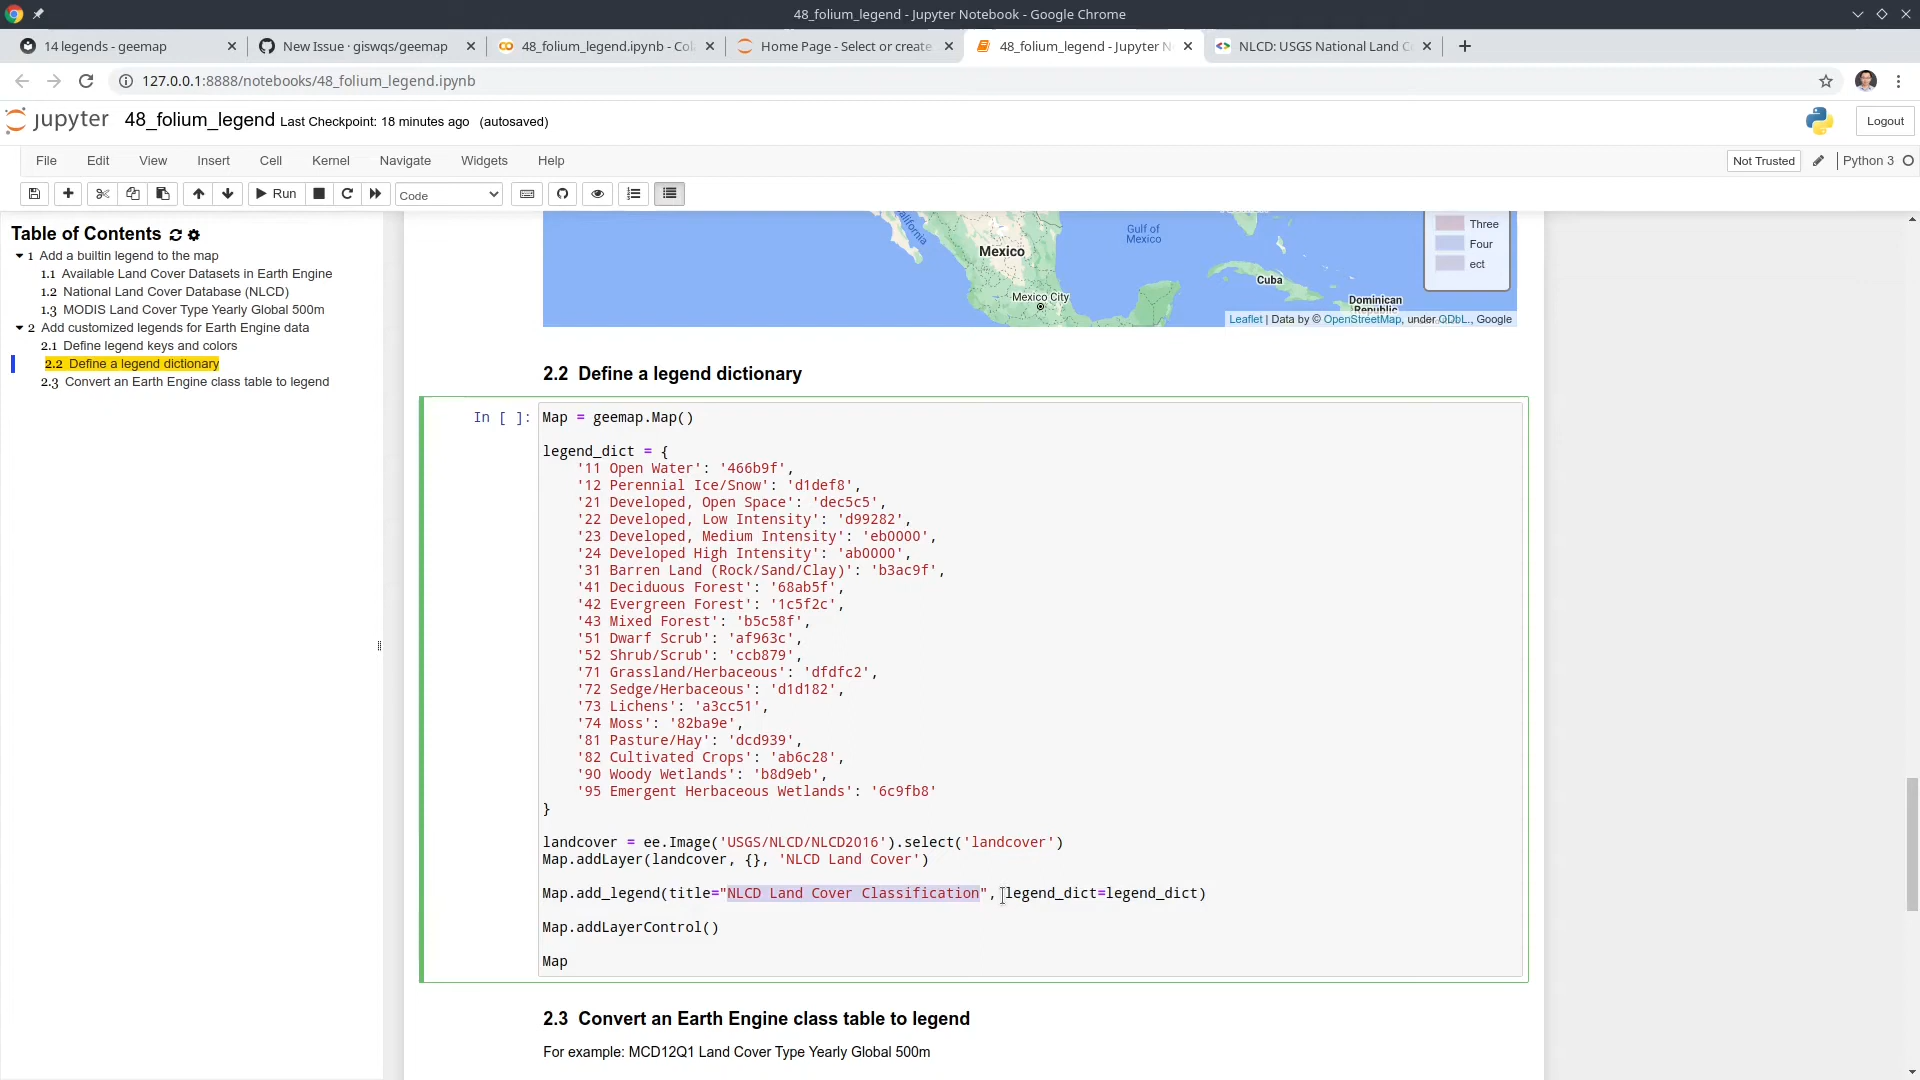 48_folium_legend - Jupyter Notebook - Google Chrome
14 legends - geemap
New Issue · giswqs/geemap
48_folium_legend.ipynb - Col
Home Page - Select or create
48_folium_legend - Jupyter N
NLCD: USGS National Land C
127.0.0.1:8888/notebooks/48_folium_legend.ipynb
jupyter 48_folium_legend Last Checkpoint: 18 minutes ago (autosaved)
Logout
File Edit View Insert Cell Kernel Navigate Widgets Help
Not Trusted
Python 3
Run
Code
Table of Contents
1 Add a builtin legend to the map
1.1 Available Land Cover Datasets in Earth Engine
1.2 National Land Cover Database (NLCD)
1.3 MODIS Land Cover Type Yearly Global 500m
2 Add customized legends for Earth Engine data
2.1 Define legend keys and colors
2.2 Define a legend dictionary
2.3 Convert an Earth Engine class table to legend
California
Mexico
Mexico City
Gulf of
Mexico
Cuba
Dominican
Republic
Three
Four
ect
Leaflet | Data by © OpenStreetMap, under ODbL., Google
2.2 Define a legend dictionary
In [ ]:
Map = geemap.Map()
legend_dict = {
'11 Open Water': '466b9f',
'12 Perennial Ice/Snow': 'd1def8',
'21 Developed, Open Space': 'dec5c5',
'22 Developed, Low Intensity': 'd99282',
'23 Developed, Medium Intensity': 'eb0000',
'24 Developed High Intensity': 'ab0000',
'31 Barren Land (Rock/Sand/Clay)': 'b3ac9f',
'41 Deciduous Forest': '68ab5f',
'42 Evergreen Forest': '1c5f2c',
'43 Mixed Forest': 'b5c58f',
'51 Dwarf Scrub': 'af963c',
'52 Shrub/Scrub': 'ccb879',
'71 Grassland/Herbaceous': 'dfdfc2',
'72 Sedge/Herbaceous': 'd1d182',
'73 Lichens': 'a3cc51',
'74 Moss': '82ba9e',
'81 Pasture/Hay': 'dcd939',
'82 Cultivated Crops': 'ab6c28',
'90 Woody Wetlands': 'b8d9eb',
'95 Emergent Herbaceous Wetlands': '6c9fb8'
}
landcover = ee.Image('USGS/NLCD/NLCD2016').select('landcover')
Map.addLayer(landcover, {}, 'NLCD Land Cover')
Map.add_legend(title="NLCD Land Cover Classification", legend_dict=legend_dict)
Map.addLayerControl()
Map
2.3 Convert an Earth Engine class table to legend
For example: MCD12Q1 Land Cover Type Yearly Global 500m